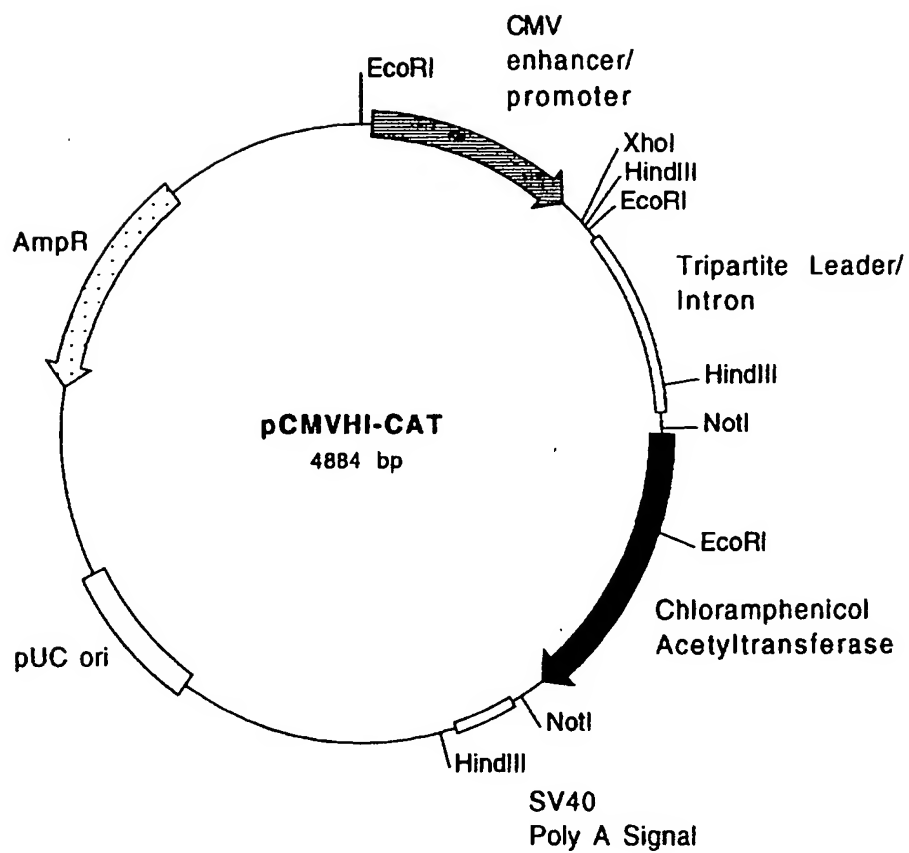 CMV
enhancer/
promoter
EcoRI
XhoI
HindIII
EcoRI
AmpR
Tripartite Leader/
Intron
HindIII
NotI
pCMVHI-CAT
4884 bp
EcoRI
Chloramphenicol
Acetyltransferase
pUC ori
NotI
HindIII
SV40
Poly A Signal